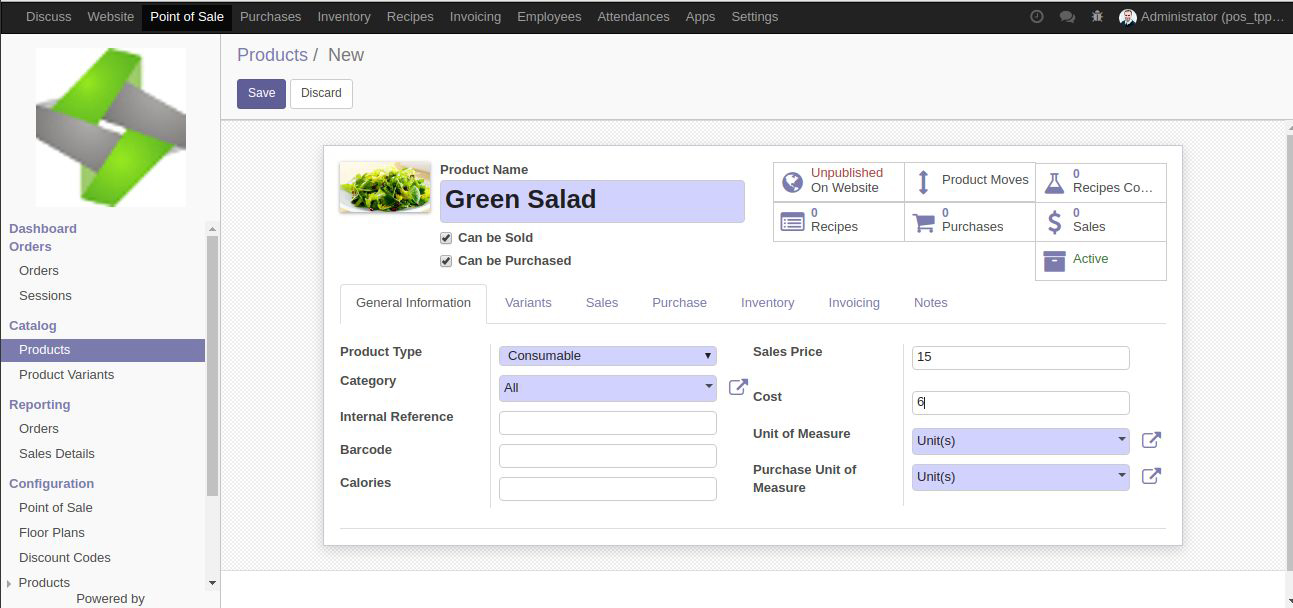 Discuss Website Point of Sale Purchases Inventory Recipes Invoicing Employees Attendances Apps Settings Administrator (pos_tpp...
Products / New
Save Discard
Dashboard
Orders
Orders
Sessions
Catalog
Products
Product Variants
Reporting
Orders
Sales Details
Configuration
Point of Sale
Floor Plans
Discount Codes
Products
Powered by
Product Name
Green Salad
Can be Sold
Can be Purchased
Unpublished
On Website
Product Moves
0
Recipes Co...
0
Recipes
0
Purchases
0
Sales
Active
General Information Variants Sales Purchase Inventory Invoicing Notes
Product Type Consumable
Category All
Internal Reference
Barcode
Calories
Sales Price 15
Cost 6
Unit of Measure Unit(s)
Purchase Unit of
Measure
Unit(s)